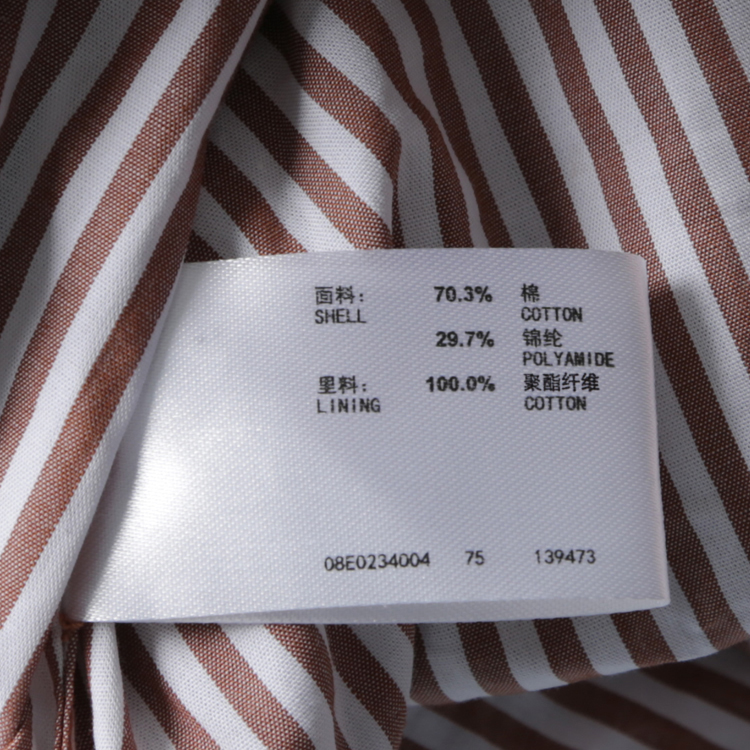 面料： 70.3% 棉
SHELL COTTON
29.7% 锦纶
POLYAMIDE
里料： 100.0% 聚酯纤维
LINING COTTON
08E0234004 75 139473